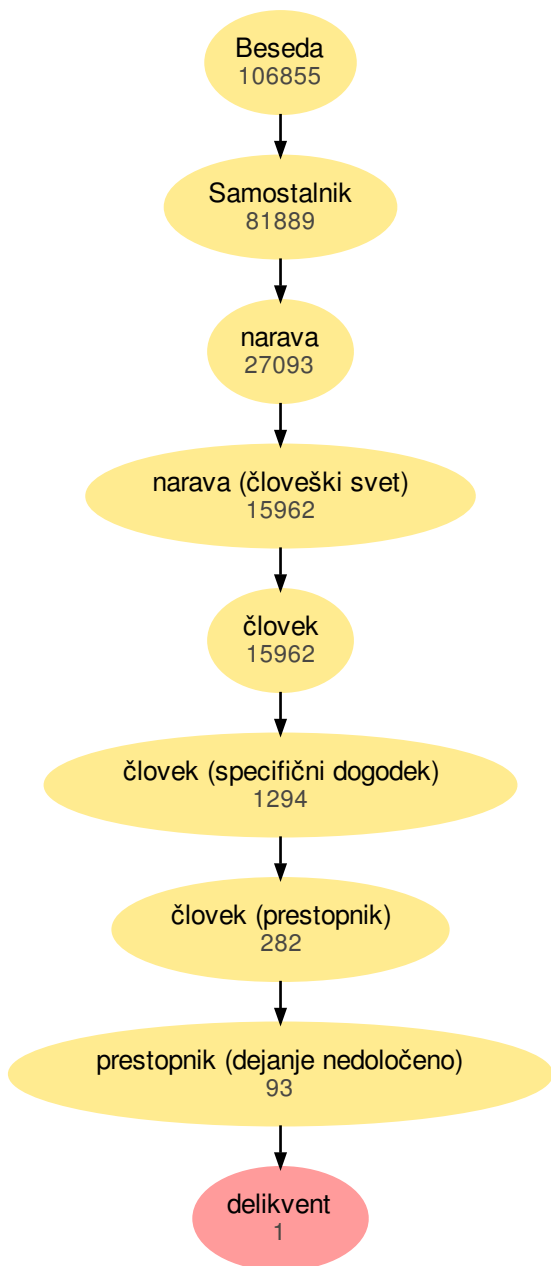 Beseda
106855
Samostalnik
81889
narava
27093
narava (človeški svet)
15962
človek
15962
človek (specifični dogodek)
1294
človek (prestopnik)
282
prestopnik (dejanje nedoločeno)
93
delikvent
1